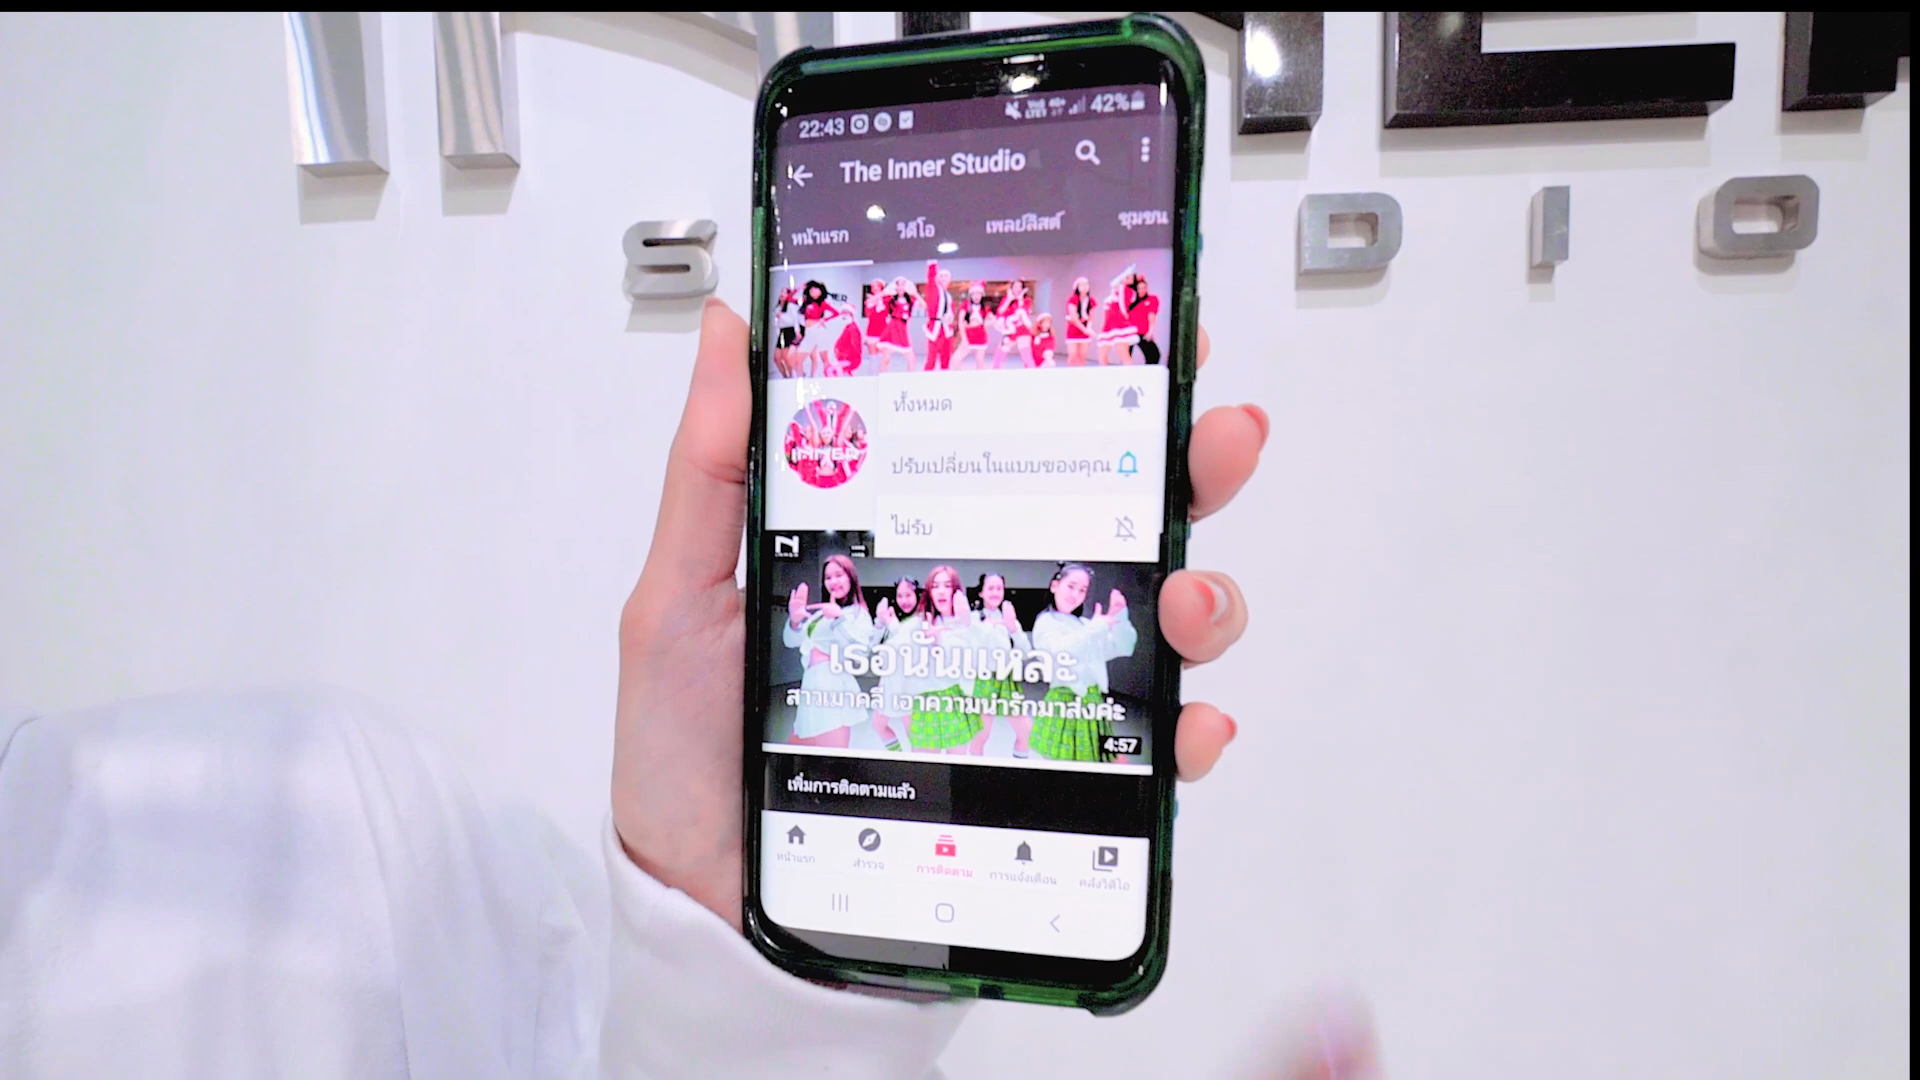 22:43 42%
The Inner Studio
หน้าแรก วิดีโอ เพลย์ลิสต์ ชุมชน
ทั้งหมด
INNER
ปรับเปลี่ยนในแบบของคุณ
ไม่รับ
เธอนั่นแหละ
สาวเมาคลี เอาความน่ารักมาส่งค่ะ
4:57
เพิ่มการติดตามแล้ว
หน้าแรก สำรวจ การติดตาม การแจ้งเตือน คลังวิดีโอ
S D I O